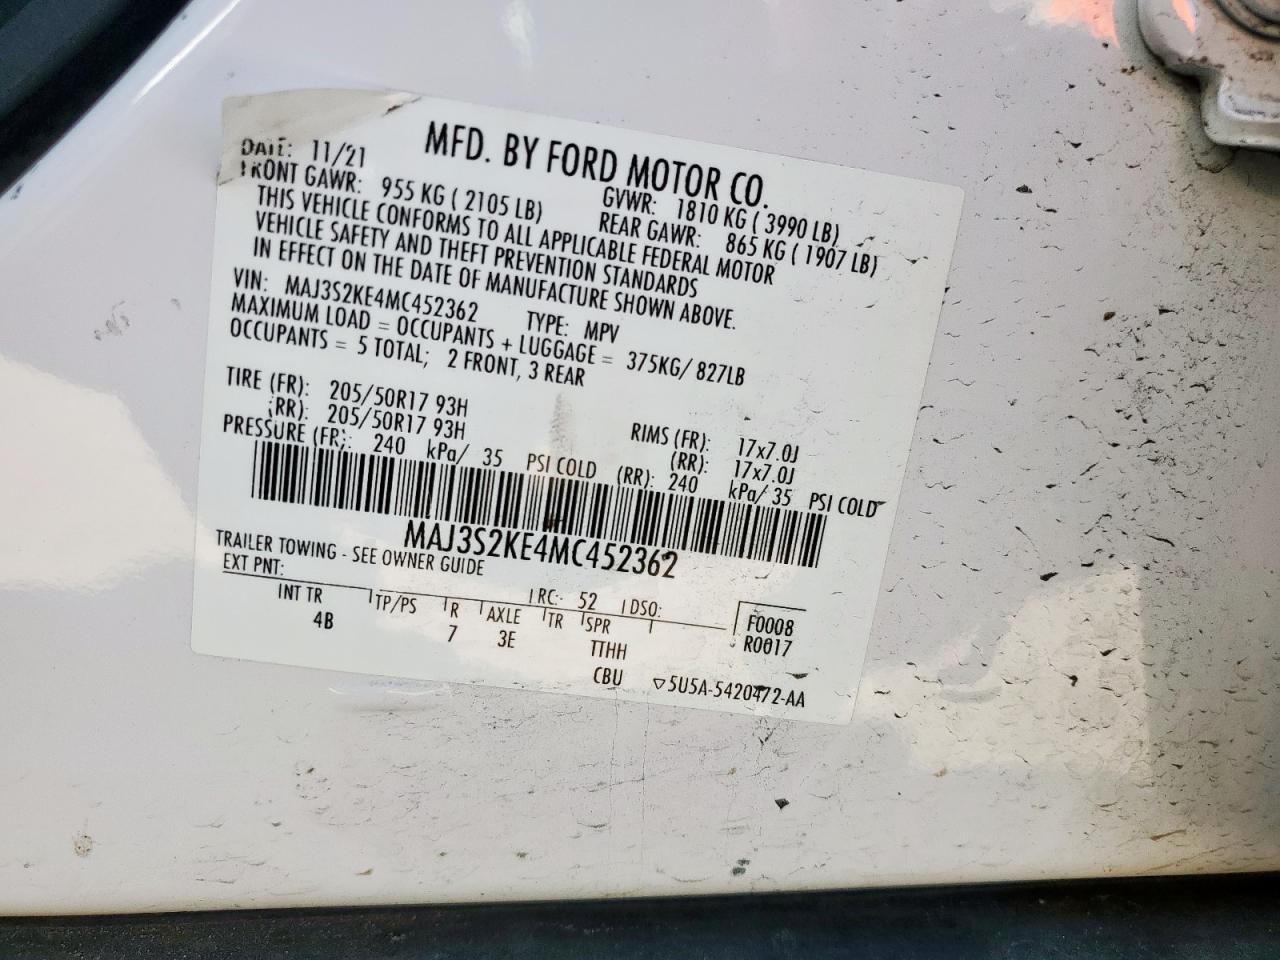 MFD. BY FORD MOTOR CO.
DATE: 11/21 GVWR: 1810 KG ( 3990 LB)
FRONT GAWR: 955 KG ( 2105 LB) REAR GAWR: 865 KG ( 1907 LB)
THIS VEHICLE CONFORMS TO ALL APPLICABLE FEDERAL MOTOR
VEHICLE SAFETY AND THEFT PREVENTION STANDARDS
IN EFFECT ON THE DATE OF MANUFACTURE SHOWN ABOVE.
VIN: MAJ3S2KE4MC452362 TYPE: MPV
MAXIMUM LOAD = OCCUPANTS + LUGGAGE = 375KG/ 827LB
OCCUPANTS = 5 TOTAL; 2 FRONT, 3 REAR
TIRE (FR): 205/50R17 93H RIMS (FR): 17x7.0J
(RR): 205/50R17 93H (RR): 17x7.0J
PRESSURE (FR): 240 kPa/ 35 PSI COLD (RR): 240 kPa/ 35 PSI COLD
MAJ3S2KE4MC452362
TRAILER TOWING - SEE OWNER GUIDE
EXT PNT: RC: 52 DSO:
INT TR TP/PS R AXLE TR SPR F0008
4B 7 3E TTHH R0017
CBU ▽5U5A-5420472-AA